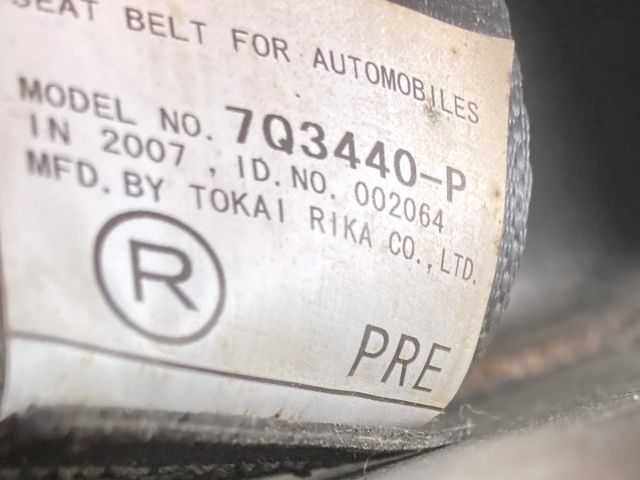 SEAT BELT FOR AUTOMOBILES
MODEL NO. 7Q3440-P
IN 2007 , ID.NO. 002064
MFD. BY TOKAI RIKA CO., LTD.
R
PRE